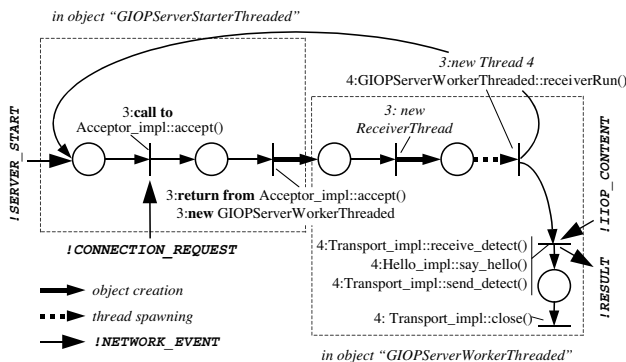 in object “GIOPServerStarterThreaded”
3:new Thread 4
4:GIOPServerWorkerThreaded::receiverRun()
3:call to
Acceptor_impl::accept()
3: new
ReceiverThread
!SERVER_START
!IIOP_CONTENT
3:return from Acceptor_impl::accept()
3:new GIOPServerWorkerThreaded
!CONNECTION_REQUEST
4:Transport_impl::receive_detect()
4:Hello_impl::say_hello()
4:Transport_impl::send_detect()
!RESULT
object creation
thread spawning
4: Transport_impl::close()
!NETWORK_EVENT
in object “GIOPServerWorkerThreaded”